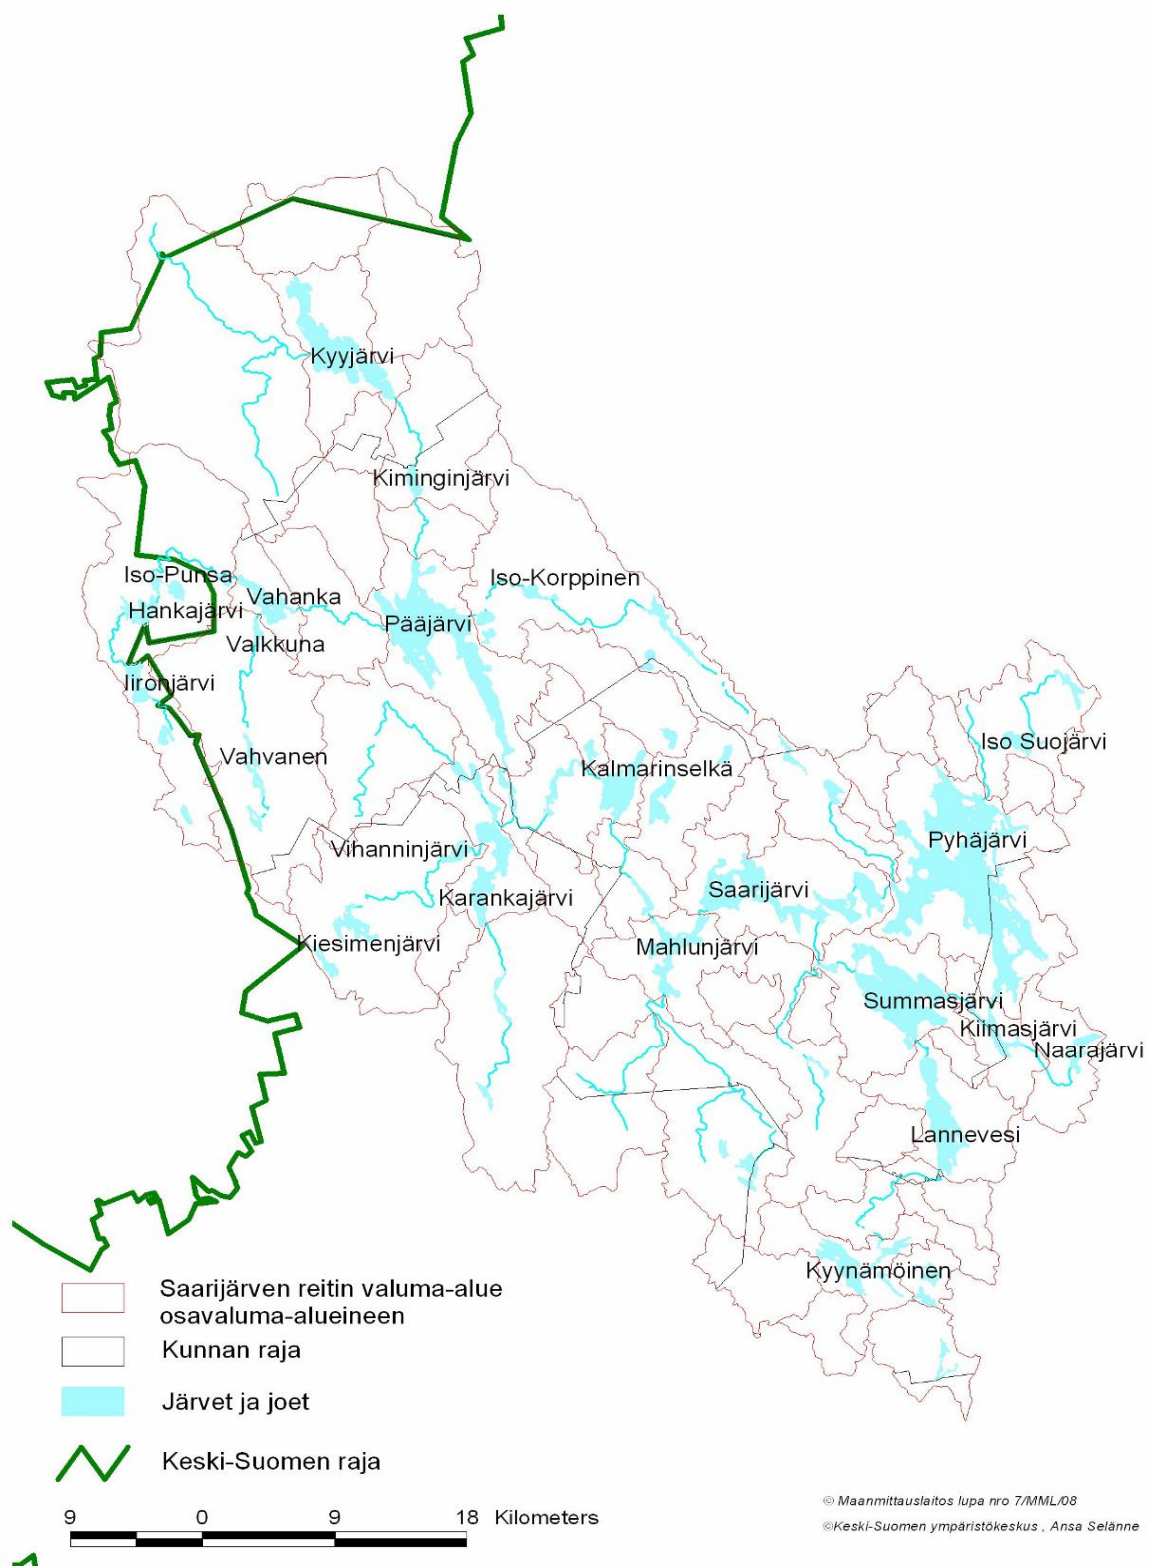 Kyyjärvi
Kiminginjärvi
Iso-Punsa
Iso-Korppinen
Vahanka
Hankajärvi
Pääjärvi
Valkkuna
Iironjärvi
Iso Suojärvi
Vahvanen
Kalmarinselkä
Pyhäjärvi
Vihanninjärvi
Saarijärvi
Karankajärvi
Kiesimenjärvi
Mahlunjärvi
Summasjärvi
Kiimasjärvi
Naarajärvi
Lannevesi
Kyynämöinen
Saarijärven reitin valuma-alue
osavaluma-alueineen
Kunnan raja
Järvet ja joet
Keski-Suomen raja
9 0 9 18 Kilometers
© Maanmittauslaitos lupa nro 7/MML/08
©Keski-Suomen ympäristökeskus , Ansa Selänne